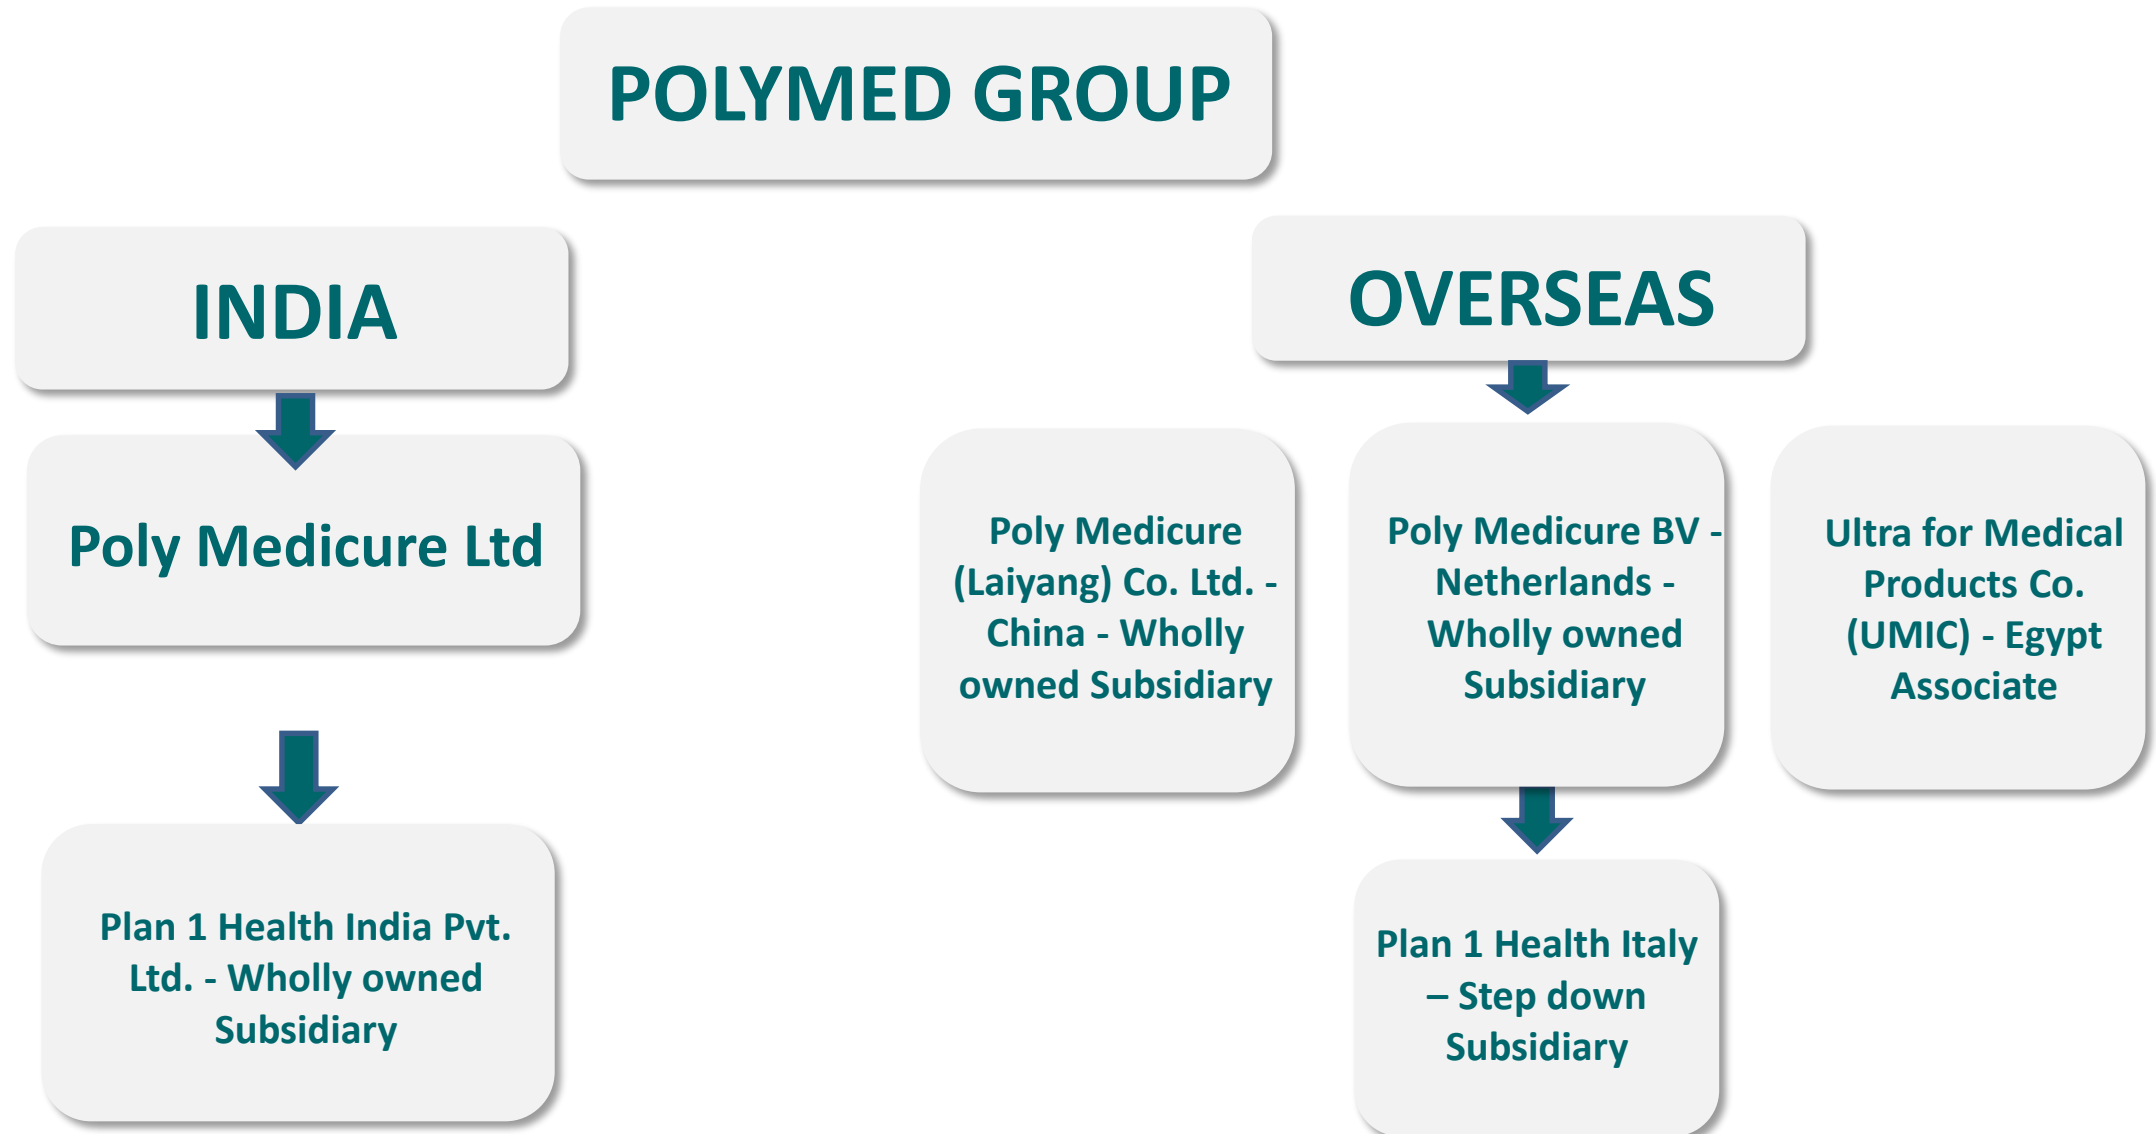 POLYMED GROUP
INDIA
OVERSEAS
Poly Medicure Ltd
Poly Medicure
(Laiyang) Co. Ltd. -
China - Wholly
owned Subsidiary
Poly Medicure BV -
Netherlands -
Wholly owned
Subsidiary
Ultra for Medical
Products Co.
(UMIC) - Egypt
Associate
Plan 1 Health India Pvt.
Ltd. - Wholly owned
Subsidiary
Plan 1 Health Italy
– Step down
Subsidiary